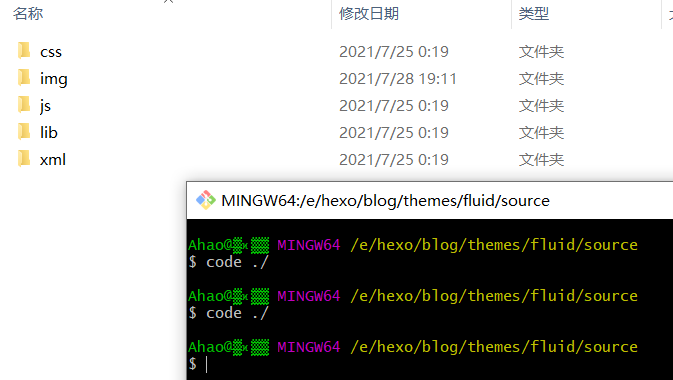 名称 修改日期 类型
css 2021/7/25 0:19 文件夹
img 2021/7/28 19:11 文件夹
js 2021/7/25 0:19 文件夹
lib 2021/7/25 0:19 文件夹
xml 2021/7/25 0:19 文件夹
MINGW64:/e/hexo/blog/themes/fluid/source
Ahao@▒ж▒▒ MINGW64 /e/hexo/blog/themes/fluid/source
$ code ./
Ahao@▒ж▒▒ MINGW64 /e/hexo/blog/themes/fluid/source
$ code ./
Ahao@▒ж▒▒ MINGW64 /e/hexo/blog/themes/fluid/source
$